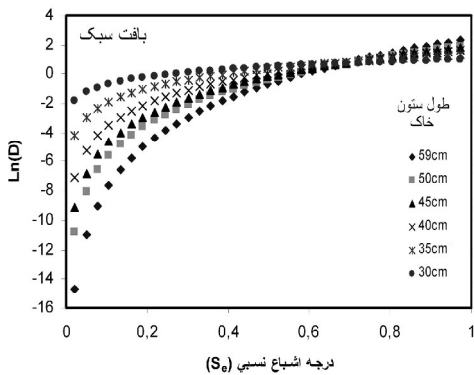 بافت سبک
4
2
0
-2
-4
-6
-8
-10
-12
-14
-16
Ln(D)
طول ستون
خاک
59cm
50cm
45cm
40cm
35cm
30cm
0
0,2
0,4
0,6
0,8
1
درجه اشباع نسبي (Se)